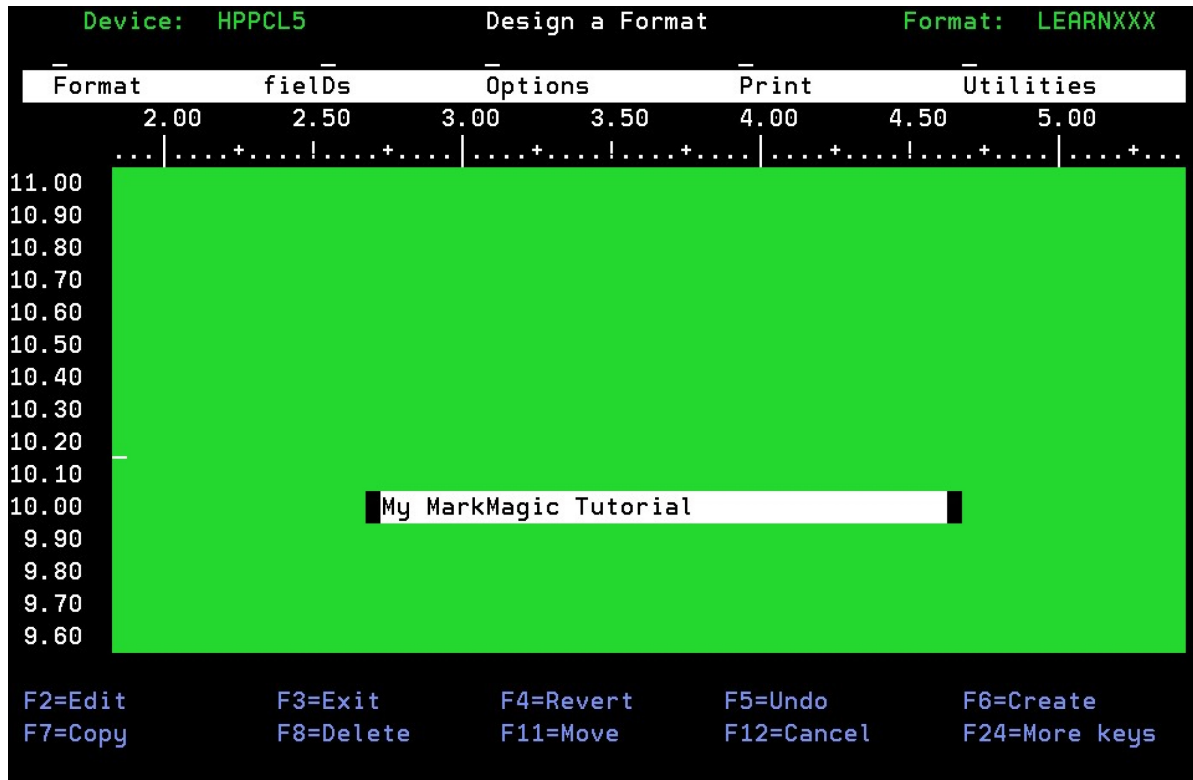 Device: HPPCL5 Design a Format Format: LEARNXXX
Format fielDs Options Print Utilities
2.00 2.50 3.00 3.50 4.00 4.50 5.00
...|....+....!....+....|....+....!....+....|....+....!....+....|....+...
11.00
10.90
10.80
10.70
10.60
10.50
10.40
10.30
10.20
10.10
10.00 My MarkMagic Tutorial
9.90
9.80
9.70
9.60
F2=Edit F3=Exit F4=Revert F5=Undo F6=Create
F7=Copy F8=Delete F11=Move F12=Cancel F24=More keys